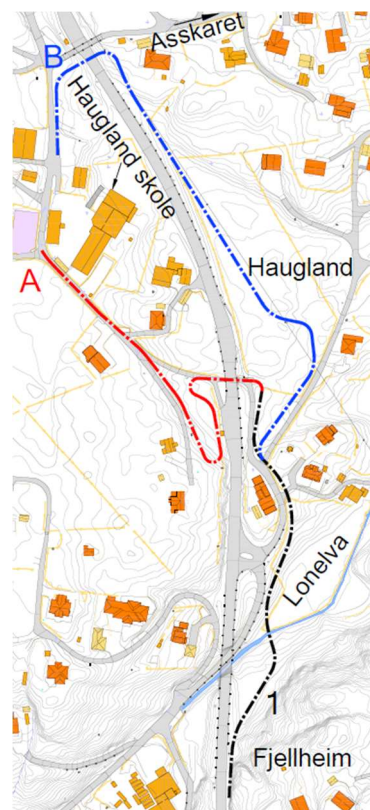 Asskaret
B
Haugland skole
Haugland
A
Lonelva
1
Fjellheim